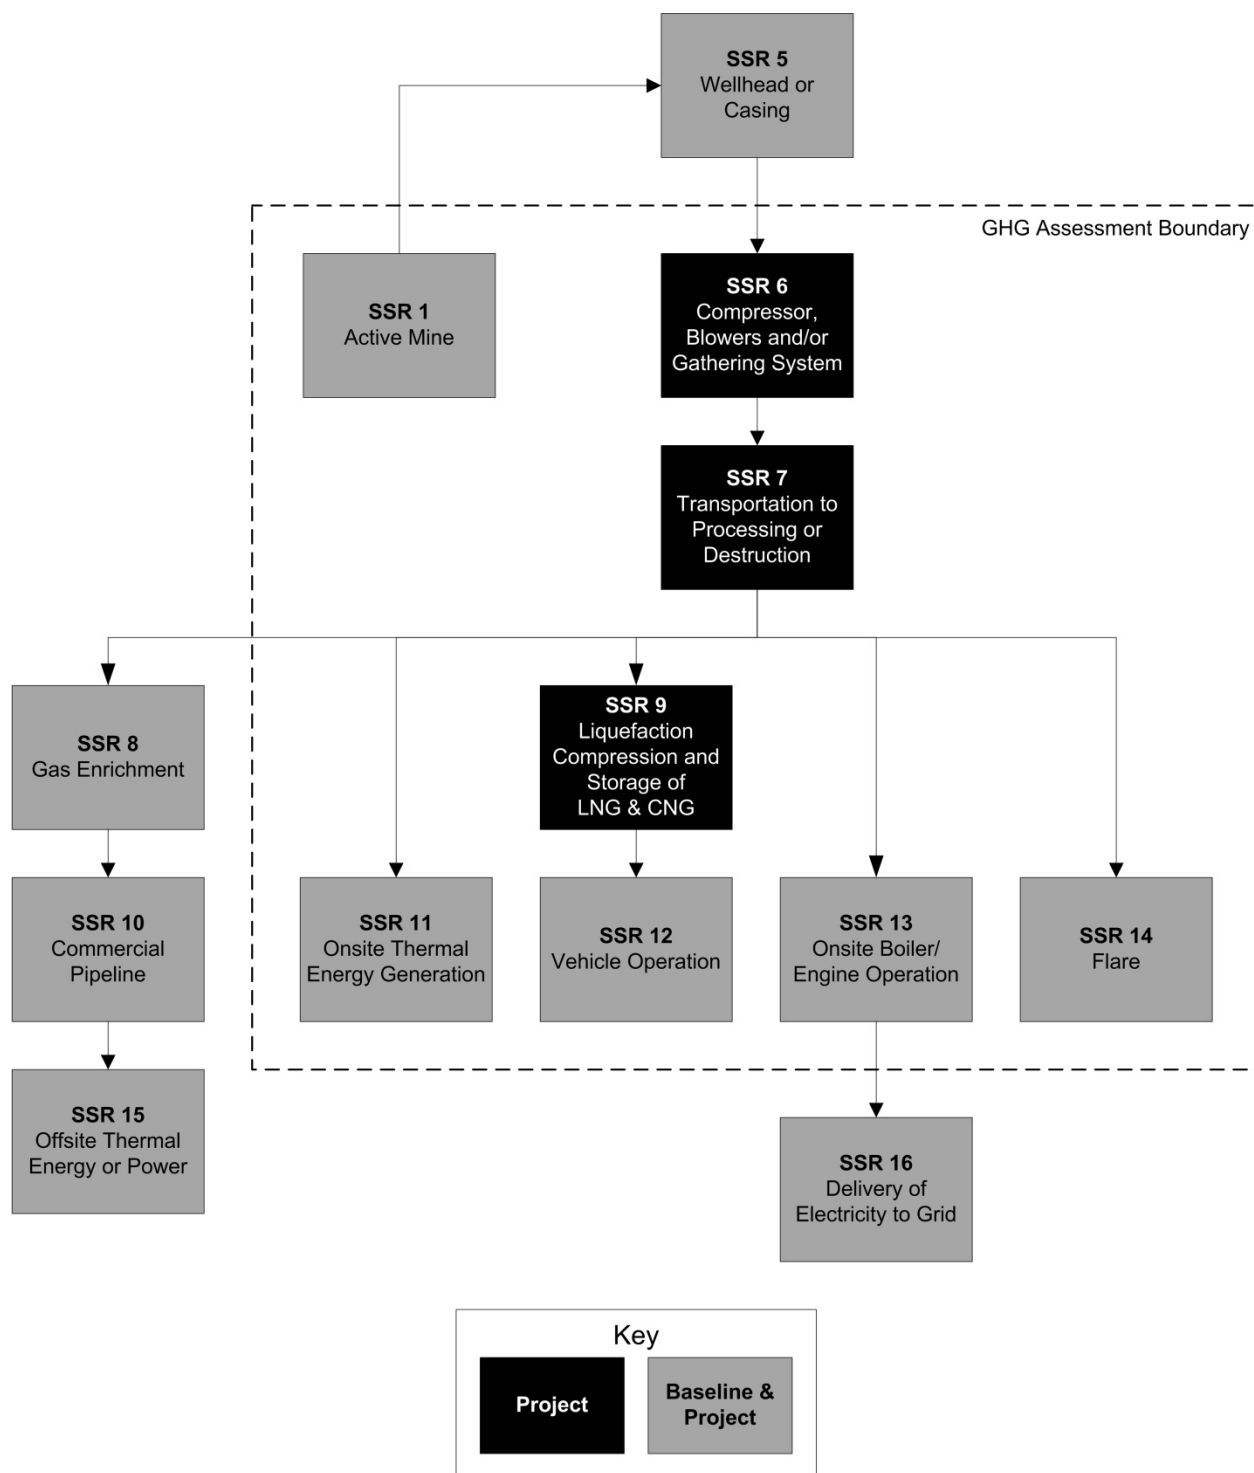 SSR 5
Wellhead or
Casing
GHG Assessment Boundary
SSR 1
Active Mine
SSR 6
Compressor,
Blowers and/or
Gathering System
SSR 7
Transportation to
Processing or
Destruction
SSR 8
Gas Enrichment
SSR 9
Liquefaction
Compression and
Storage of
LNG & CNG
SSR 10
Commercial
Pipeline
SSR 11
Onsite Thermal
Energy Generation
SSR 12
Vehicle Operation
SSR 13
Onsite Boiler/
Engine Operation
SSR 14
Flare
SSR 15
Offsite Thermal
Energy or Power
SSR 16
Delivery of
Electricity to Grid
Key
Project
Baseline &
Project